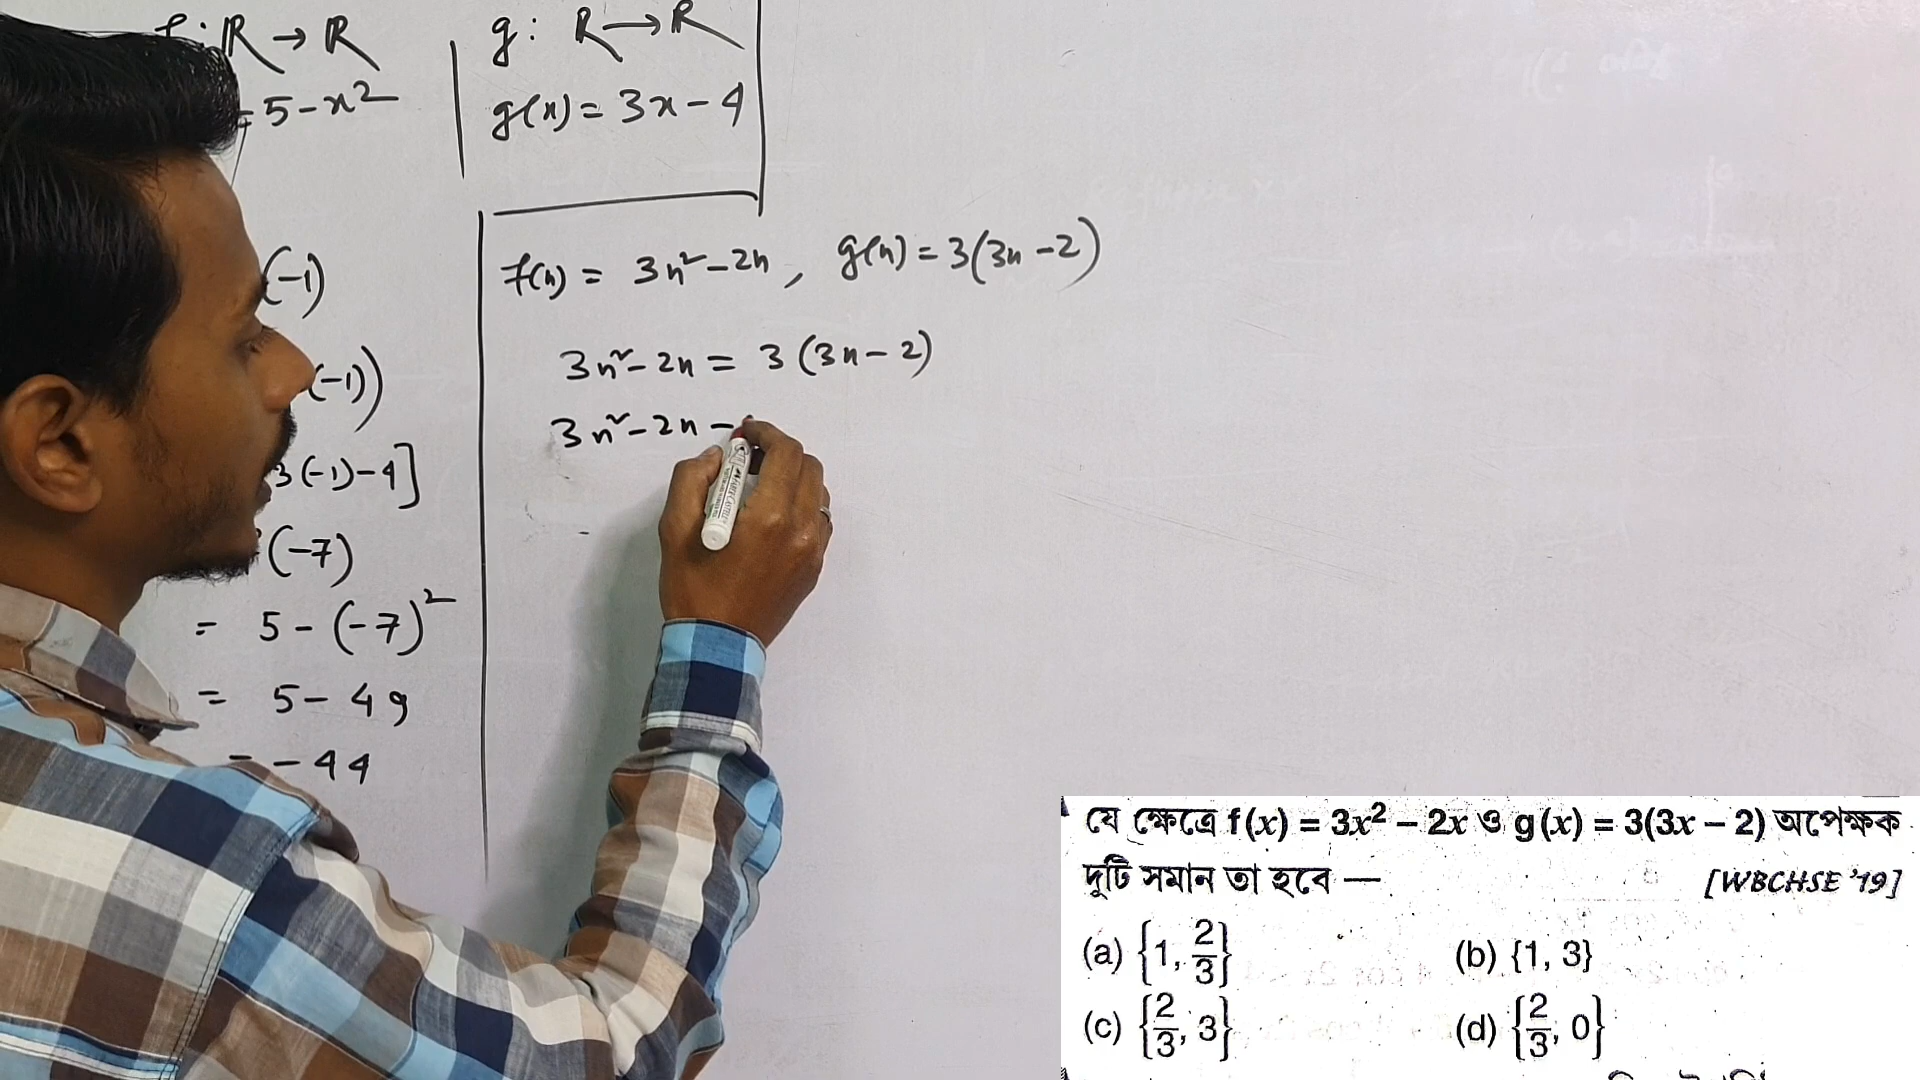 f: R → R
= 5 - x²
g: R → R
g(x) = 3x - 4
(-1)
(-1))
3(-1)-4]
(-7)
= 5 - (-7)²
= 5 - 49
= - 44
f(x) = 3x² - 2x , g(x) = 3(3x - 2)
3x² - 2x = 3(3x - 2)
3x² - 2x -
যে ক্ষেত্রে f(x) = 3x² − 2x ও g(x) = 3(3x − 2) অপেক্ষক
দুটি সমান তা হবে — [WBCHSE '19]
(a) {1, 2/3} (b) {1, 3}
(c) {2/3, 3} (d) {2/3, 0}